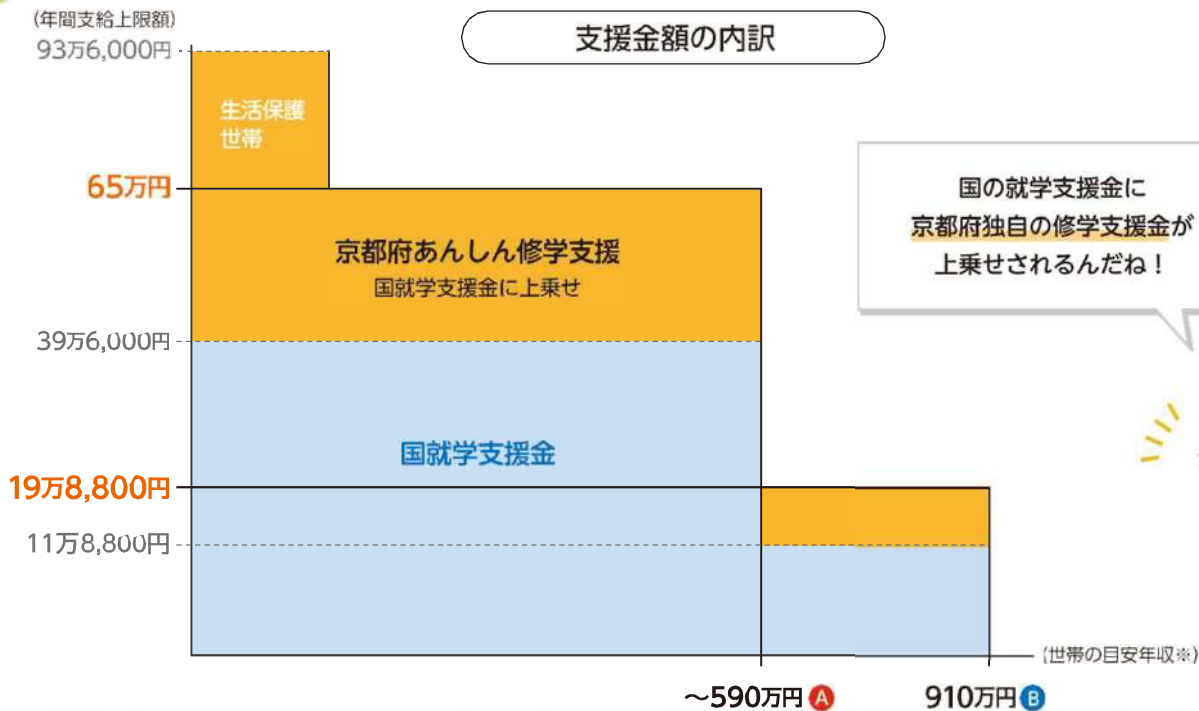 (年間支給上限額)
93万6,000円
支援金額の内訳
生活保護
世帯
国の就学支援金に
京都府独自の修学支援金が
上乗せされるんだね！
65万円
京都府あんしん修学支援
国就学支援金に上乗せ
39万6,000円
国就学支援金
19万8,800円
11万8,800円
(世帯の目安年収※)
～590万円 A
910万円 B